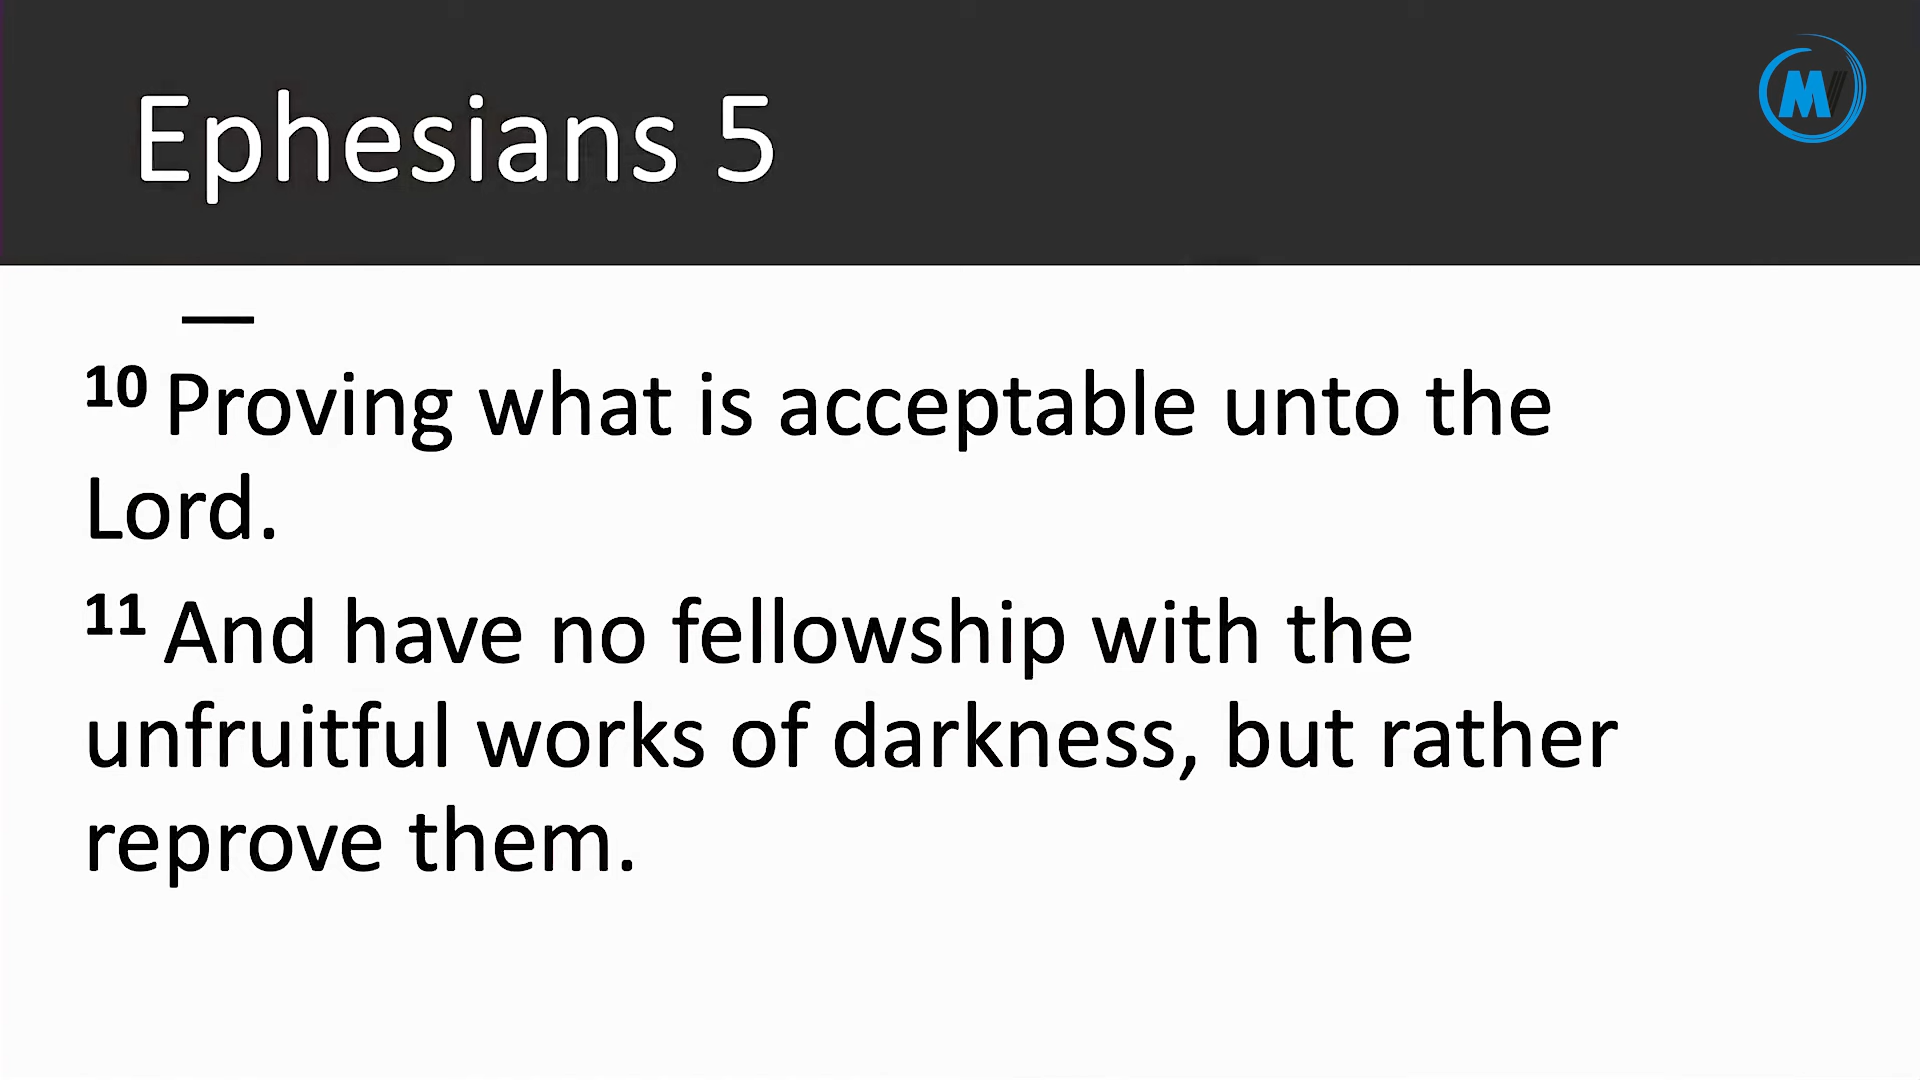 Ephesians 5
MV
10 Proving what is acceptable unto the
Lord.
11 And have no fellowship with the
unfruitful works of darkness, but rather
reprove them.